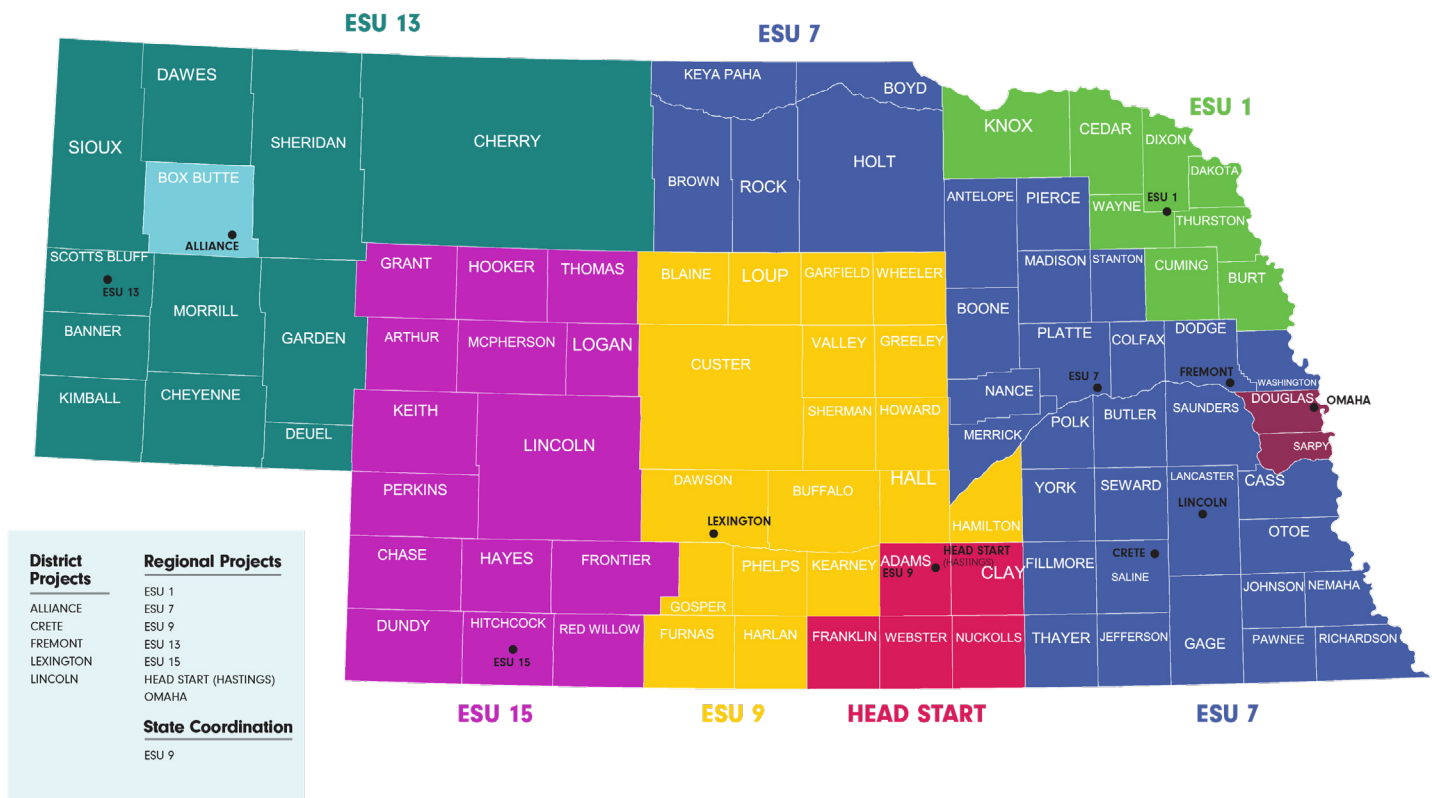 ESU 13
ESU 7
ESU 1
DAWES
KEYA PAHA
BOYD
SIOUX
SHERIDAN
CHERRY
KNOX
CEDAR
DIXON
HOLT
DAKOTA
BOX BUTTE
BROWN
ROCK
ANTELOPE
PIERCE
ESU 1
WAYNE
THURSTON
ALLIANCE
SCOTTS BLUFF
ESU 13
GRANT
HOOKER
THOMAS
BLAINE
LOUP
GARFIELD
WHEELER
MADISON
STANTON
CUMING
BURT
MORRILL
BOONE
BANNER
GARDEN
ARTHUR
MCPHERSON
LOGAN
CUSTER
VALLEY
GREELEY
PLATTE
COLFAX
DODGE
KIMBALL
CHEYENNE
ESU 7
FREMONT
WASHINGTON
NANCE
DOUGLAS
OMAHA
KEITH
SHERMAN
HOWARD
POLK
BUTLER
SAUNDERS
DEUEL
LINCOLN
MERRICK
SARPY
PERKINS
DAWSON
BUFFALO
HALL
YORK
SEWARD
LANCASTER
CASS
LINCOLN
LEXINGTON
HAMILTON
OTOE
CHASE
HAYES
FRONTIER
PHELPS
KEARNEY
ADAMS
ESU 9
HEAD START
(HASTINGS)
CLAY
FILLMORE
CRETE
SALINE
JOHNSON
NEMAHA
GOSPER
DUNDY
HITCHCOCK
ESU 15
RED WILLOW
FURNAS
HARLAN
FRANKLIN
WEBSTER
NUCKOLLS
THAYER
JEFFERSON
GAGE
PAWNEE
RICHARDSON
ESU 15
ESU 9
HEAD START
ESU 7
District
Projects
ALLIANCE
CRETE
FREMONT
LEXINGTON
LINCOLN
Regional Projects
ESU 1
ESU 7
ESU 9
ESU 13
ESU 15
HEAD START (HASTINGS)
OMAHA
State Coordination
ESU 9